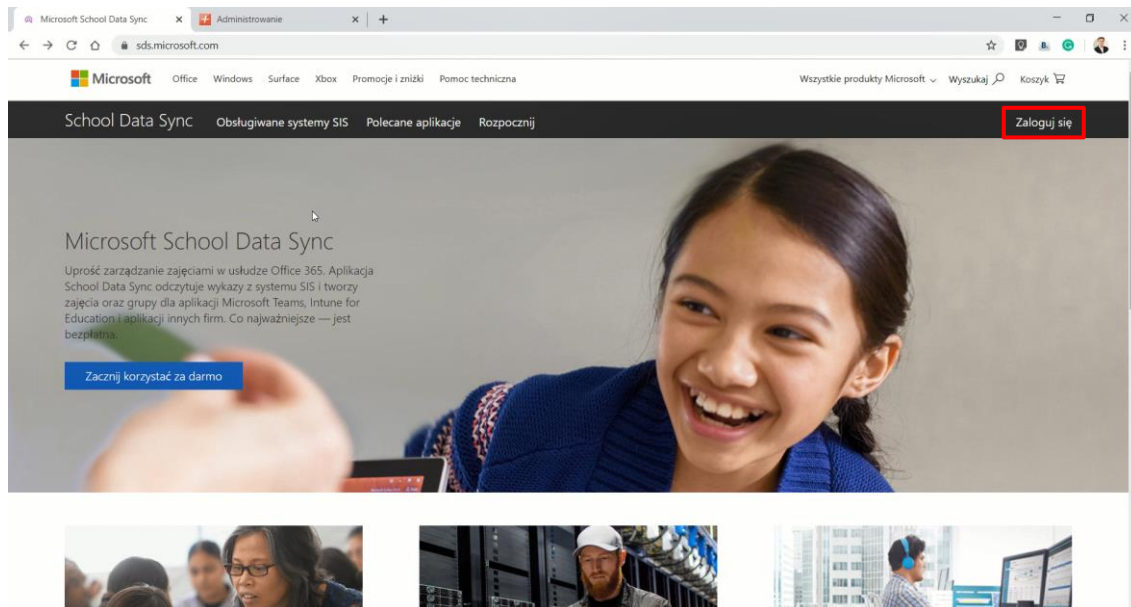 Microsoft School Data Sync
Administrowanie
sds.microsoft.com
Microsoft Office Windows Surface Xbox Promocje i zniżki Pomoc techniczna Wszystkie produkty Microsoft Wyszukaj Koszyk
School Data Sync Obsługiwane systemy SIS Polecane aplikacje Rozpocznij Zaloguj się
Microsoft School Data Sync
Uprość zarządzanie zajęciami w usłudze Office 365. Aplikacja
School Data Sync odczytuje wykazy z systemu SIS i tworzy
zajęcia oraz grupy dla aplikacji Microsoft Teams, Intune for
Education i aplikacji innych firm. Co najważniejsze — jest
bezpłatna.
Zacznij korzystać za darmo